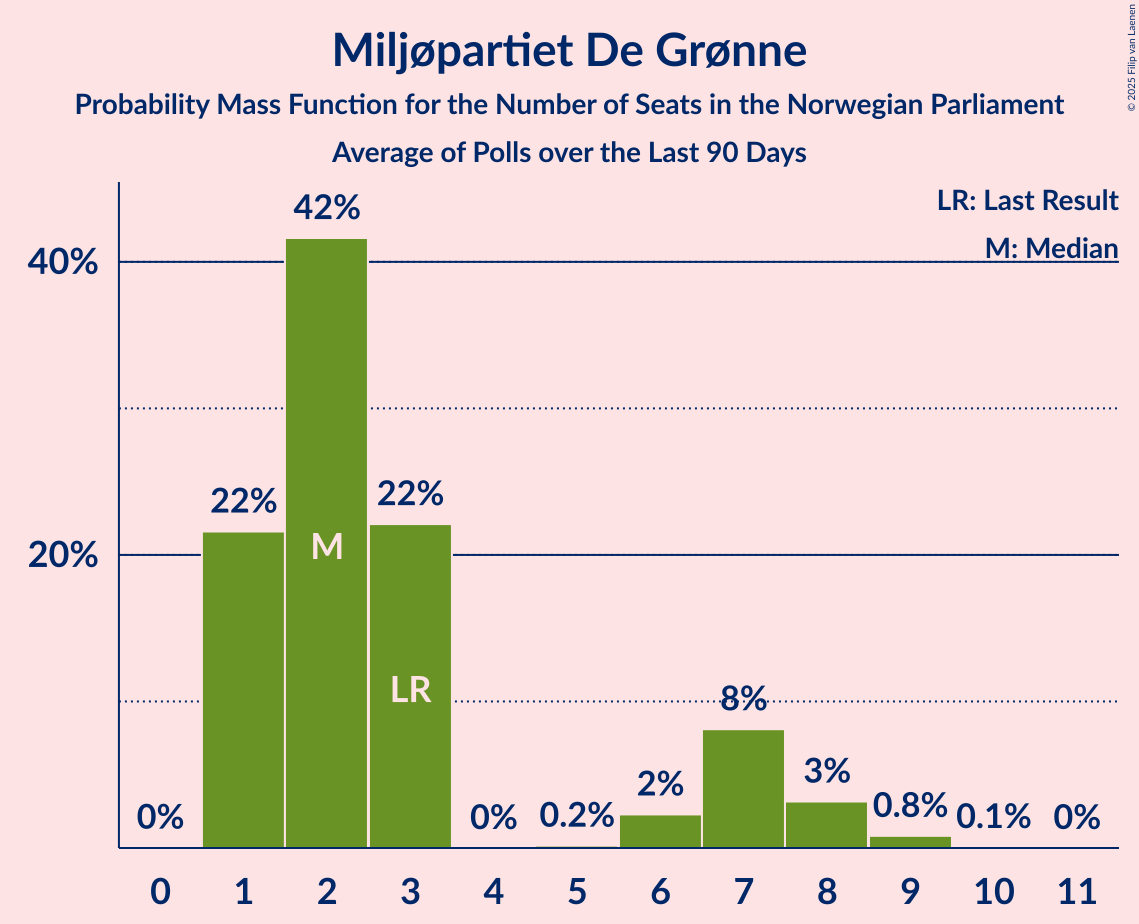 Miljøpartiet De Grønne
Probability Mass Function for the Number of Seats in the Norwegian Parliament
Average of Polls over the Last 90 Days
© 2025 Filip van Laenen
LR: Last Result
M: Median
40%
20%
0%
22%
42%
22%
0%
0.2%
2%
8%
3%
0.8%
0.1%
0%
M
LR
0 1 2 3 4 5 6 7 8 9 10 11